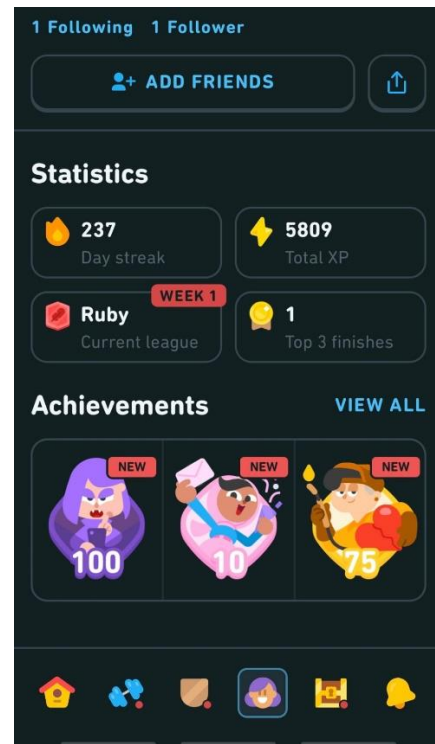 1 Following 1 Follower
ADD FRIENDS
Statistics
237
Day streak
5809
Total XP
WEEK 1
Ruby
Current league
1
Top 3 finishes
Achievements VIEW ALL
NEW NEW NEW
100 10 75